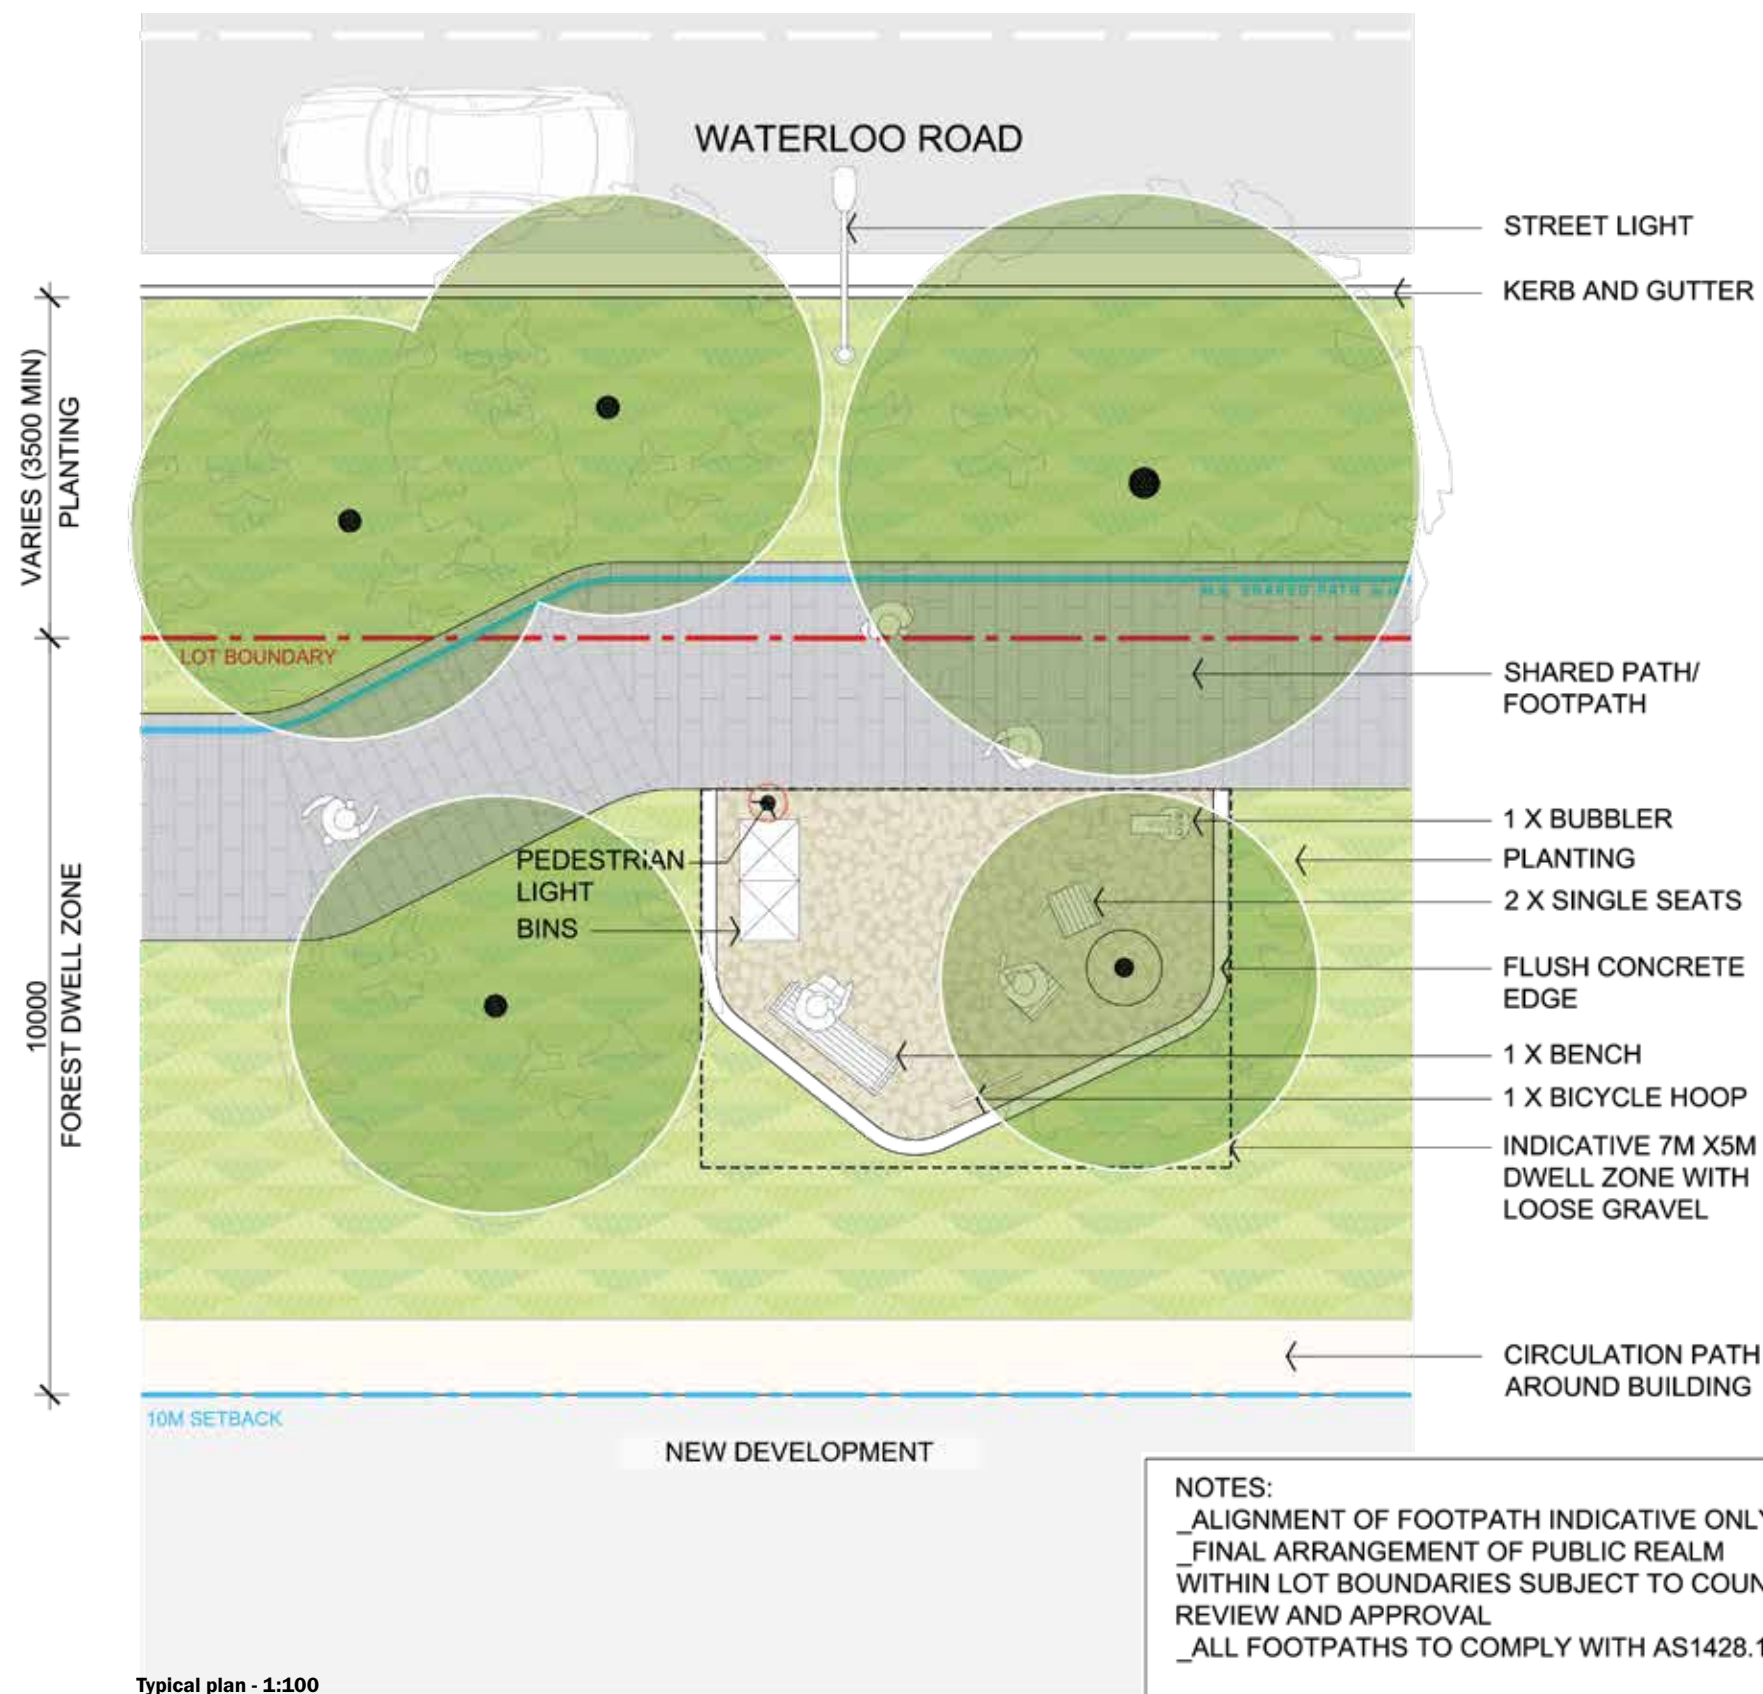 WATERLOO ROAD
STREET LIGHT
KERB AND GUTTER
VARIES (3500 MIN)
PLANTING
LOT BOUNDARY
SHARED PATH/
FOOTPATH
10000
FOREST DWELL ZONE
PEDESTRIAN
LIGHT
BINS
1 X BUBBLER
PLANTING
2 X SINGLE SEATS
FLUSH CONCRETE
EDGE
1 X BENCH
1 X BICYCLE HOOP
INDICATIVE 7M X5M
DWELL ZONE WITH
LOOSE GRAVEL
CIRCULATION PATH
AROUND BUILDING
10M SETBACK
NEW DEVELOPMENT
NOTES:
_ALIGNMENT OF FOOTPATH INDICATIVE ONLY
_FINAL ARRANGEMENT OF PUBLIC REALM
WITHIN LOT BOUNDARIES SUBJECT TO COUN
REVIEW AND APPROVAL
_ALL FOOTPATHS TO COMPLY WITH AS1428.1
Typical plan - 1:100